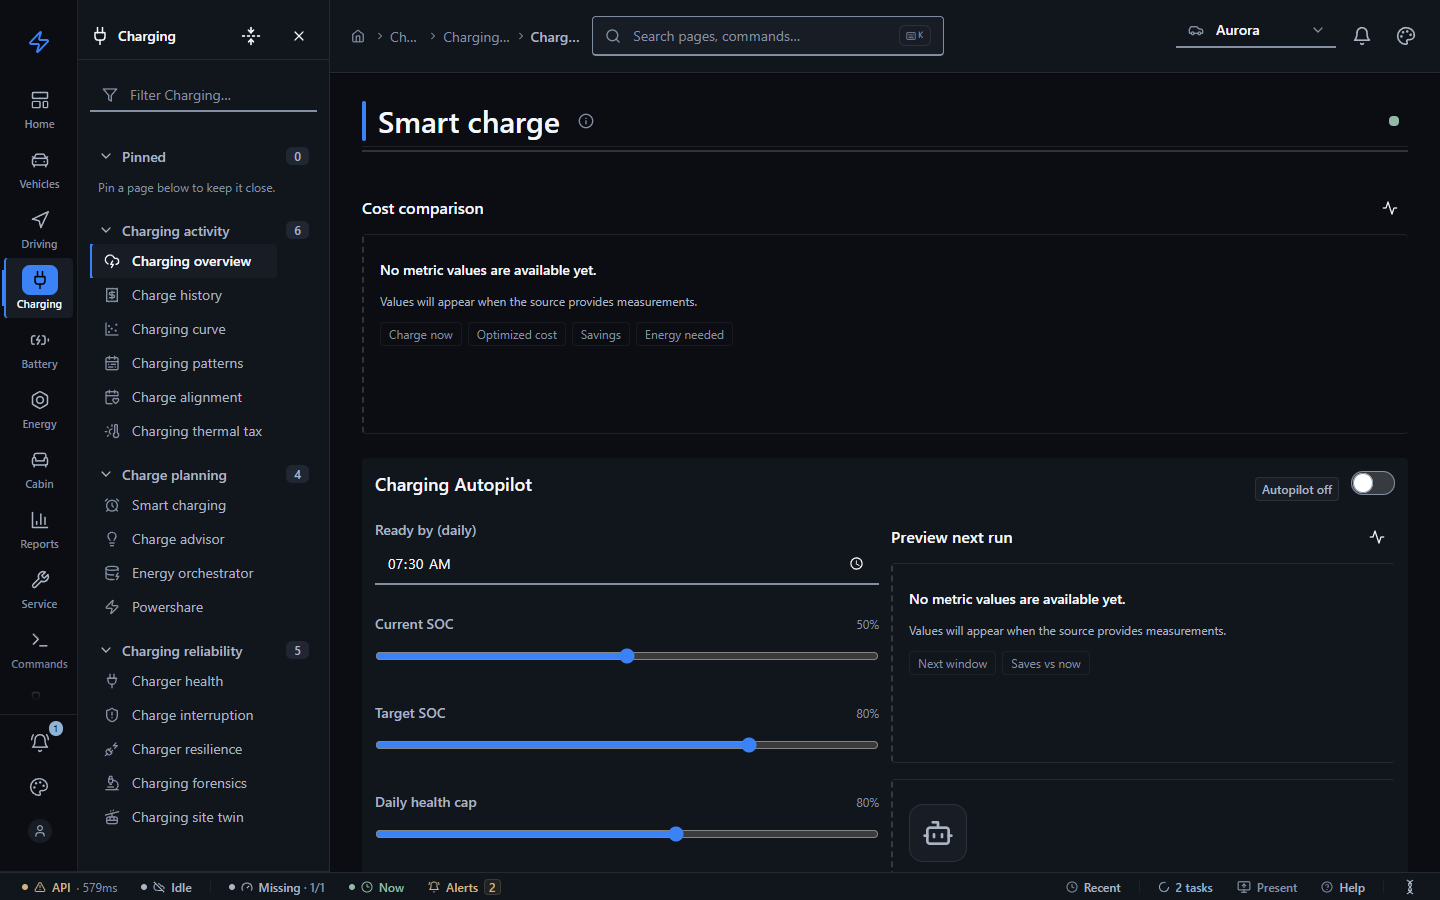 Home
Vehicles
Driving
Charging
Battery
Energy
Cabin
Reports
Service
Commands
1
Charging
Filter Charging...
Pinned 0
Pin a page below to keep it close.
Charging activity 6
Charging overview
Charge history
Charging curve
Charging patterns
Charge alignment
Charging thermal tax
Charge planning 4
Smart charging
Charge advisor
Energy orchestrator
Powershare
Charging reliability 5
Charger health
Charge interruption
Charger resilience
Charging forensics
Charging site twin
Ch... Charging... Charg...
Search pages, commands... K
Aurora
Smart charge
Cost comparison
No metric values are available yet.
Values will appear when the source provides measurements.
Charge now Optimized cost Savings Energy needed
Charging Autopilot
Autopilot off
Ready by (daily)
07:30 AM
Current SOC 50%
Target SOC 80%
Daily health cap 80%
Preview next run
No metric values are available yet.
Values will appear when the source provides measurements.
Next window Saves vs now
API · 579ms Idle Missing · 1/1 Now Alerts 2 Recent 2 tasks Present Help